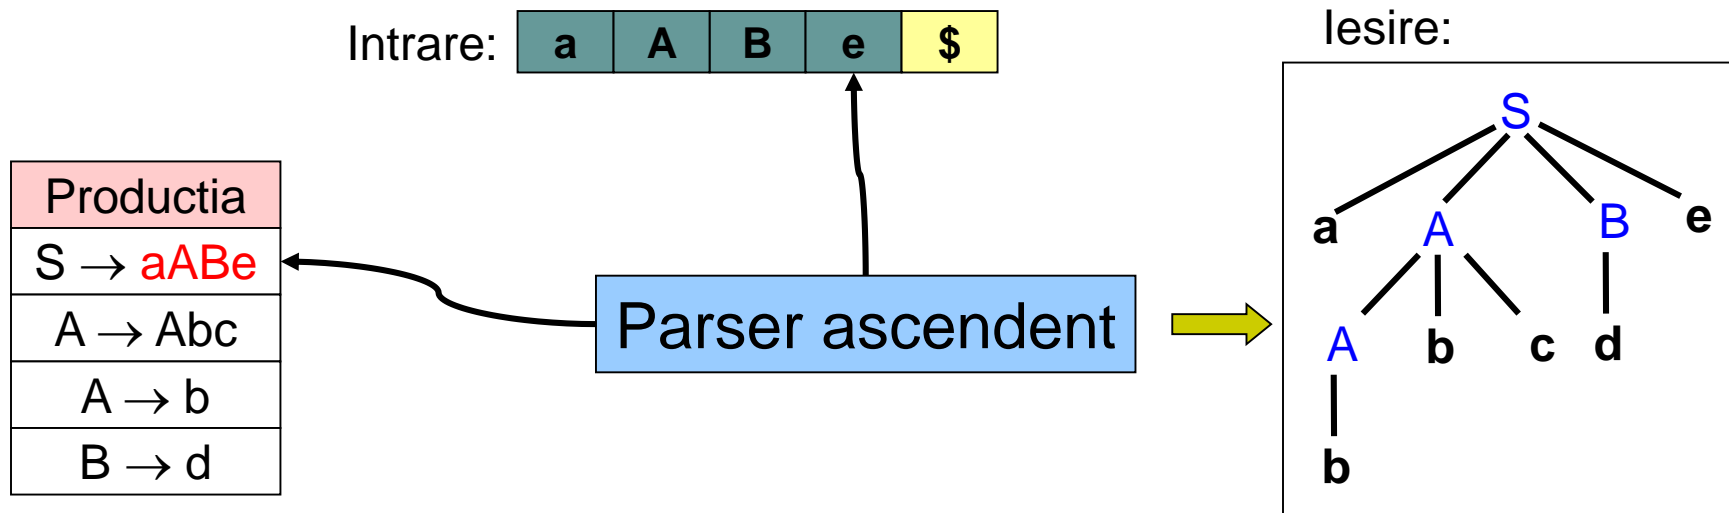 Intrare: a A B e $
Iesire:
Productia
S → aABe
A → Abc
A → b
B → d
Parser ascendent
S
a A B e
A b c d
b